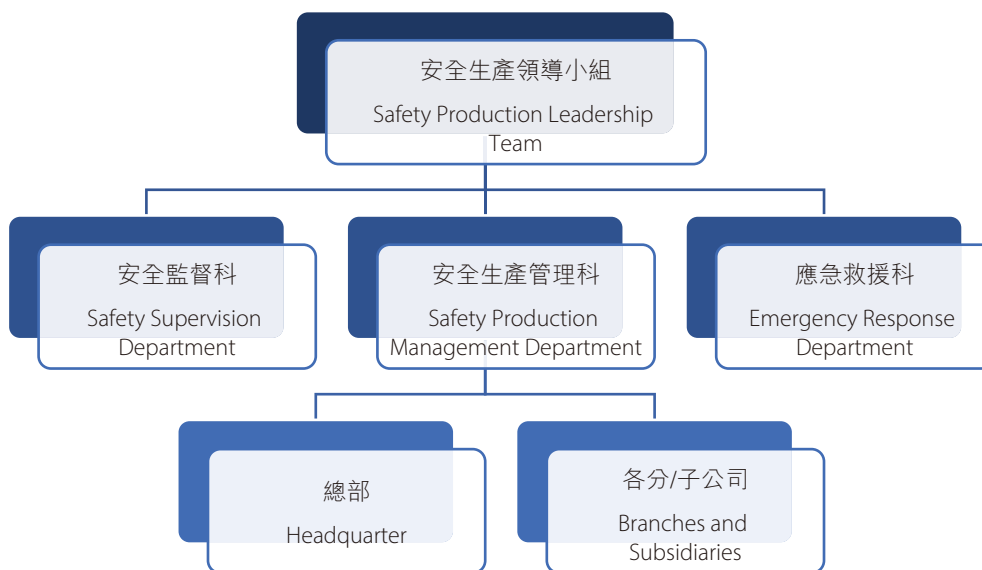 安全生產領導小組
Safety Production Leadership
Team
安全監督科
Safety Supervision
Department
安全生產管理科
Safety Production
Management Department
應急救援科
Emergency Response
Department
總部
Headquarter
各分/子公司
Branches and
Subsidiaries